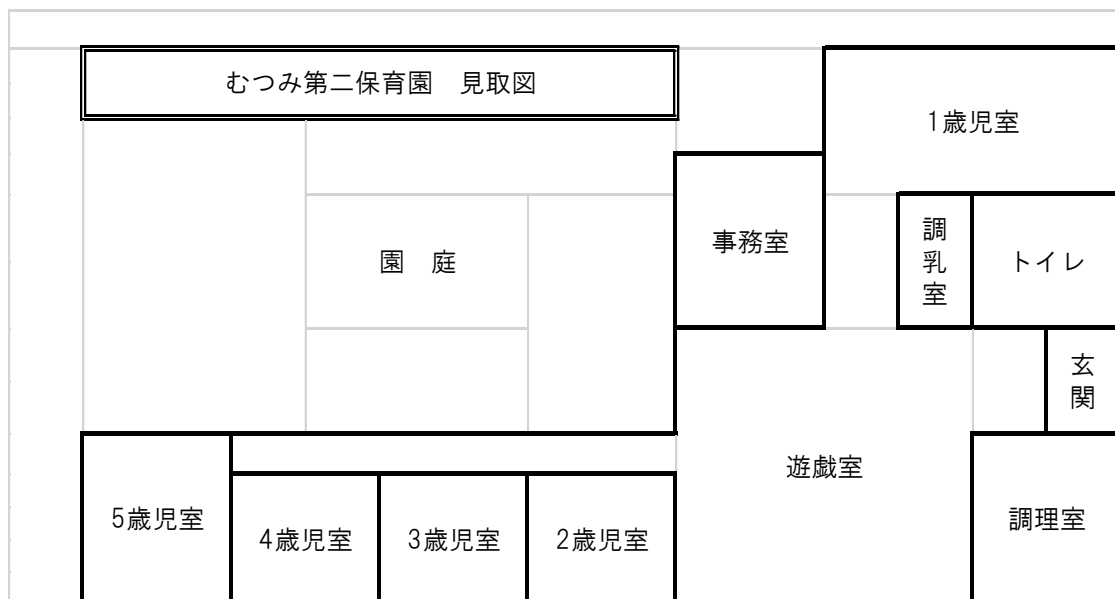 むつみ第二保育園　見取図
1歳児室
事務室
調乳室
トイレ
園　庭
玄関
遊戯室
5歳児室
4歳児室
3歳児室
2歳児室
調理室